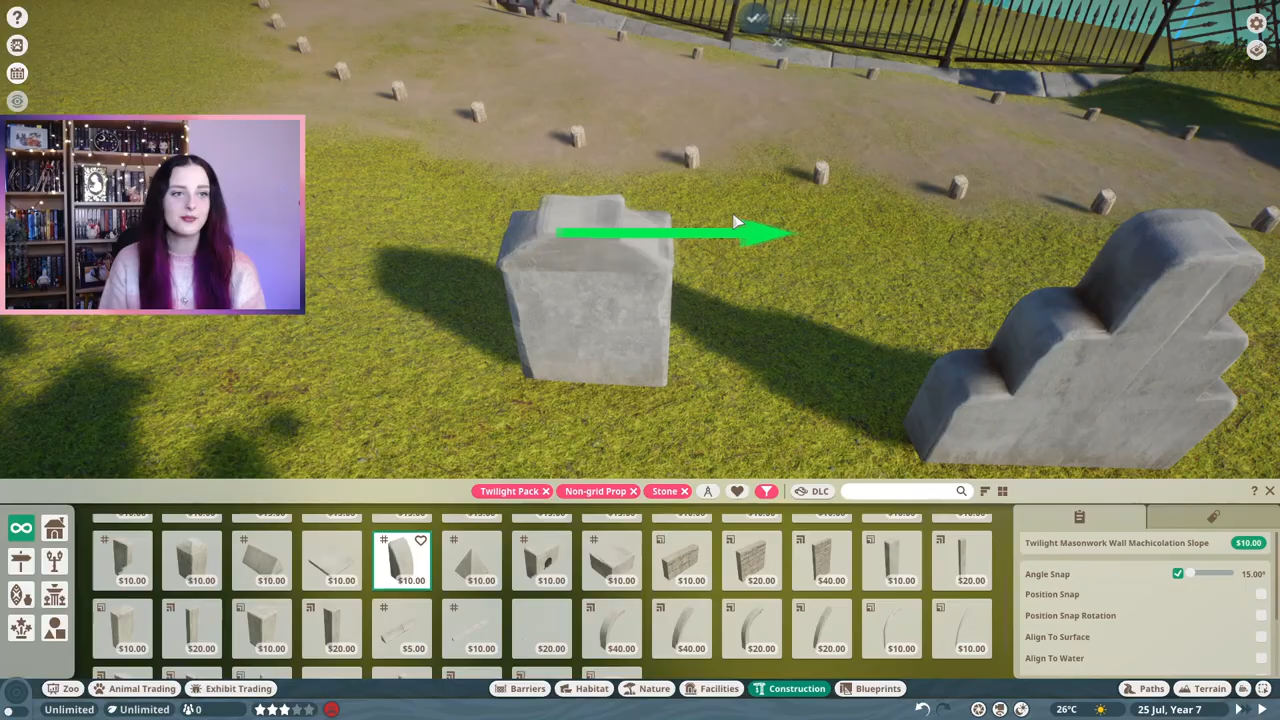 ?
Twilight Pack ×
Non-grid Prop ×
Stone ×
DLC
? ×
$10.00 $10.00 $10.00 $10.00 $10.00 $10.00 $10.00 $10.00 $10.00 $20.00 $40.00 $10.00 $20.00
$10.00 $20.00 $10.00 $20.00 $5.00 $10.00 $20.00 $40.00 $40.00 $20.00 $20.00 $10.00 $10.00
Twilight Masonwork Wall Machicolation Slope $10.00
Angle Snap 15.00°
Position Snap
Position Snap Rotation
Align To Surface
Align To Water
Zoo Animal Trading Exhibit Trading Barriers Habitat Nature Facilities Construction Blueprints Paths Terrain
Unlimited Unlimited 0 26°C 25 Jul, Year 7